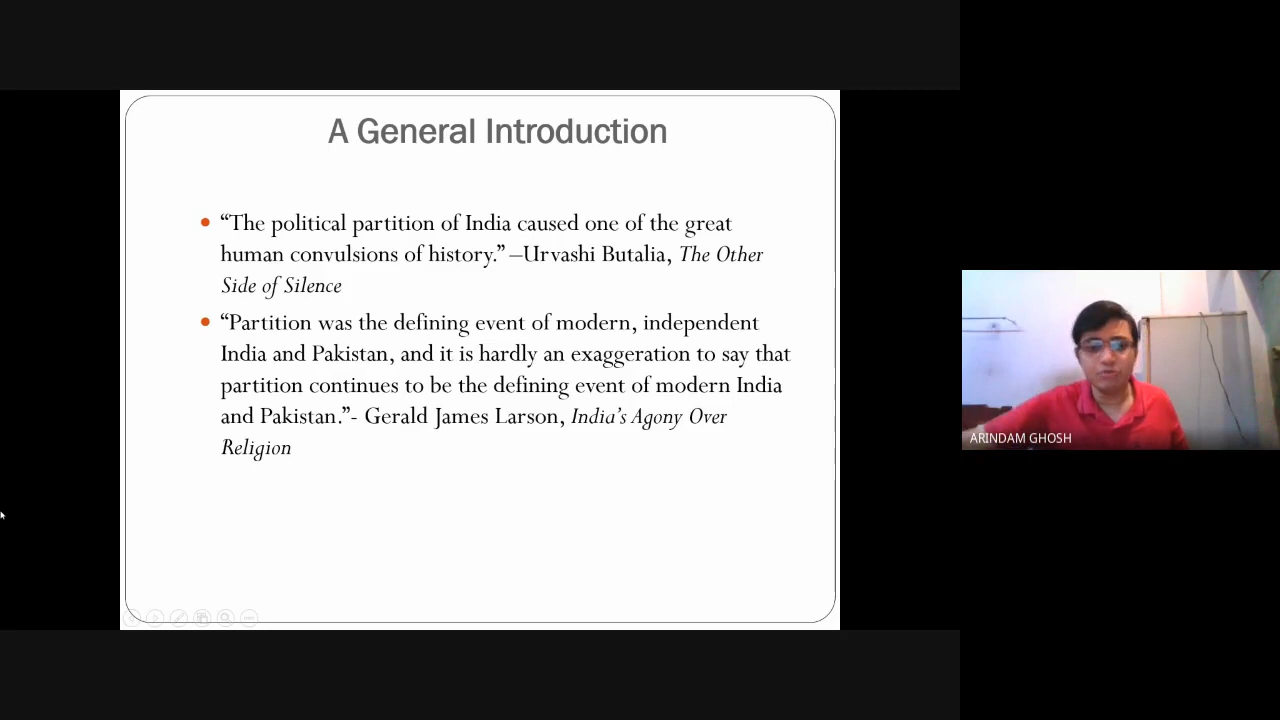 A General Introduction
“The political partition of India caused one of the great
human convulsions of history.” –Urvashi Butalia, The Other
Side of Silence
“Partition was the defining event of modern, independent
India and Pakistan, and it is hardly an exaggeration to say that
partition continues to be the defining event of modern India
and Pakistan.”- Gerald James Larson, India’s Agony Over
Religion
ARINDAM GHOSH